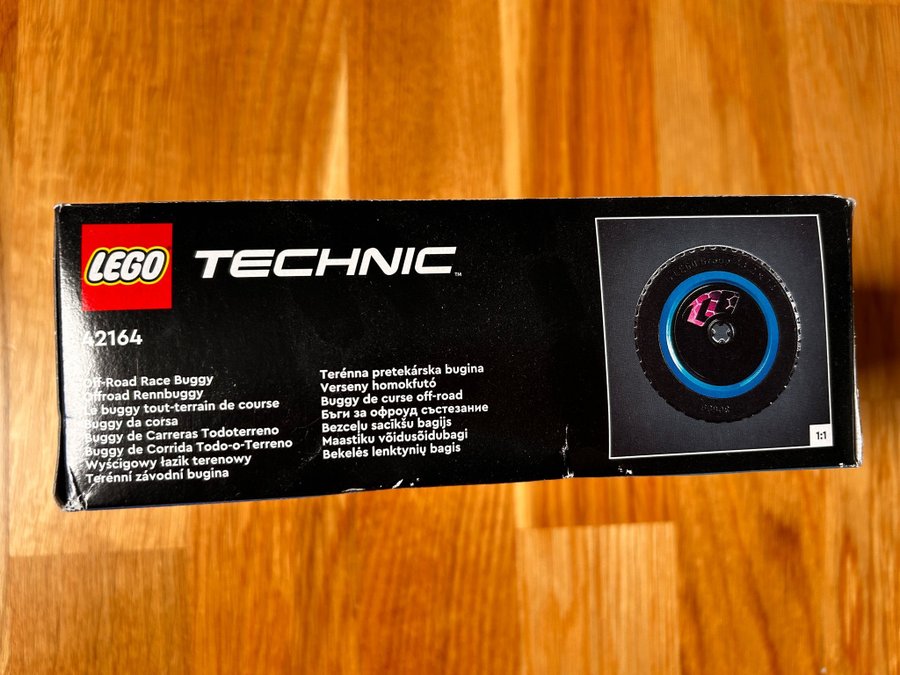 LEGO
TECHNIC™
42164
Off-Road Race Buggy
Offroad Rennbuggy
Le buggy tout-terrain de course
Buggy da corsa
Buggy de Carreras Todoterreno
Buggy de Corrida Todo-o-Terreno
Wyścigowy łazik terenowy
Terénní závodní bugina
Terénna pretekárska bugina
Verseny homokfutó
Buggy de curse off-road
Бъги за офроуд състезание
Bezceļu sacīkšu bagijs
Maastiku võidusõidubagi
Bekelės lenktynių bagis
1:1